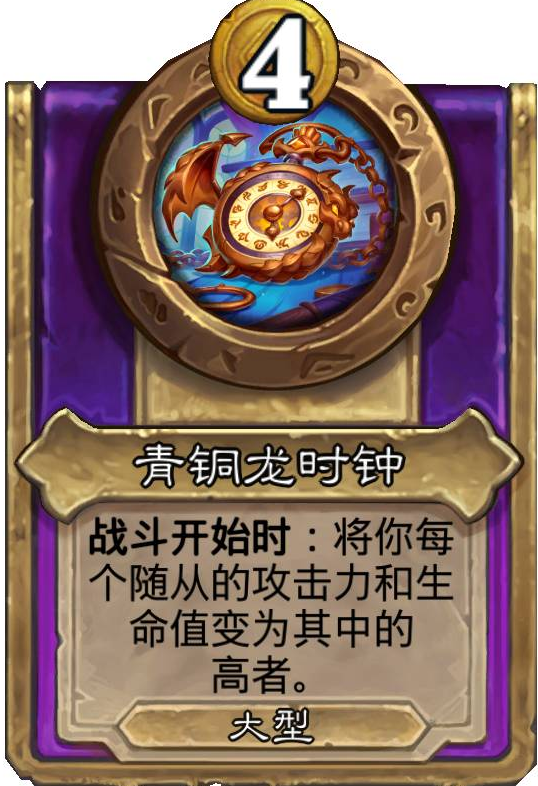 4
青铜龙时钟
战斗开始时：将你每
个随从的攻击力和生
命值变为其中的
高者。
大型